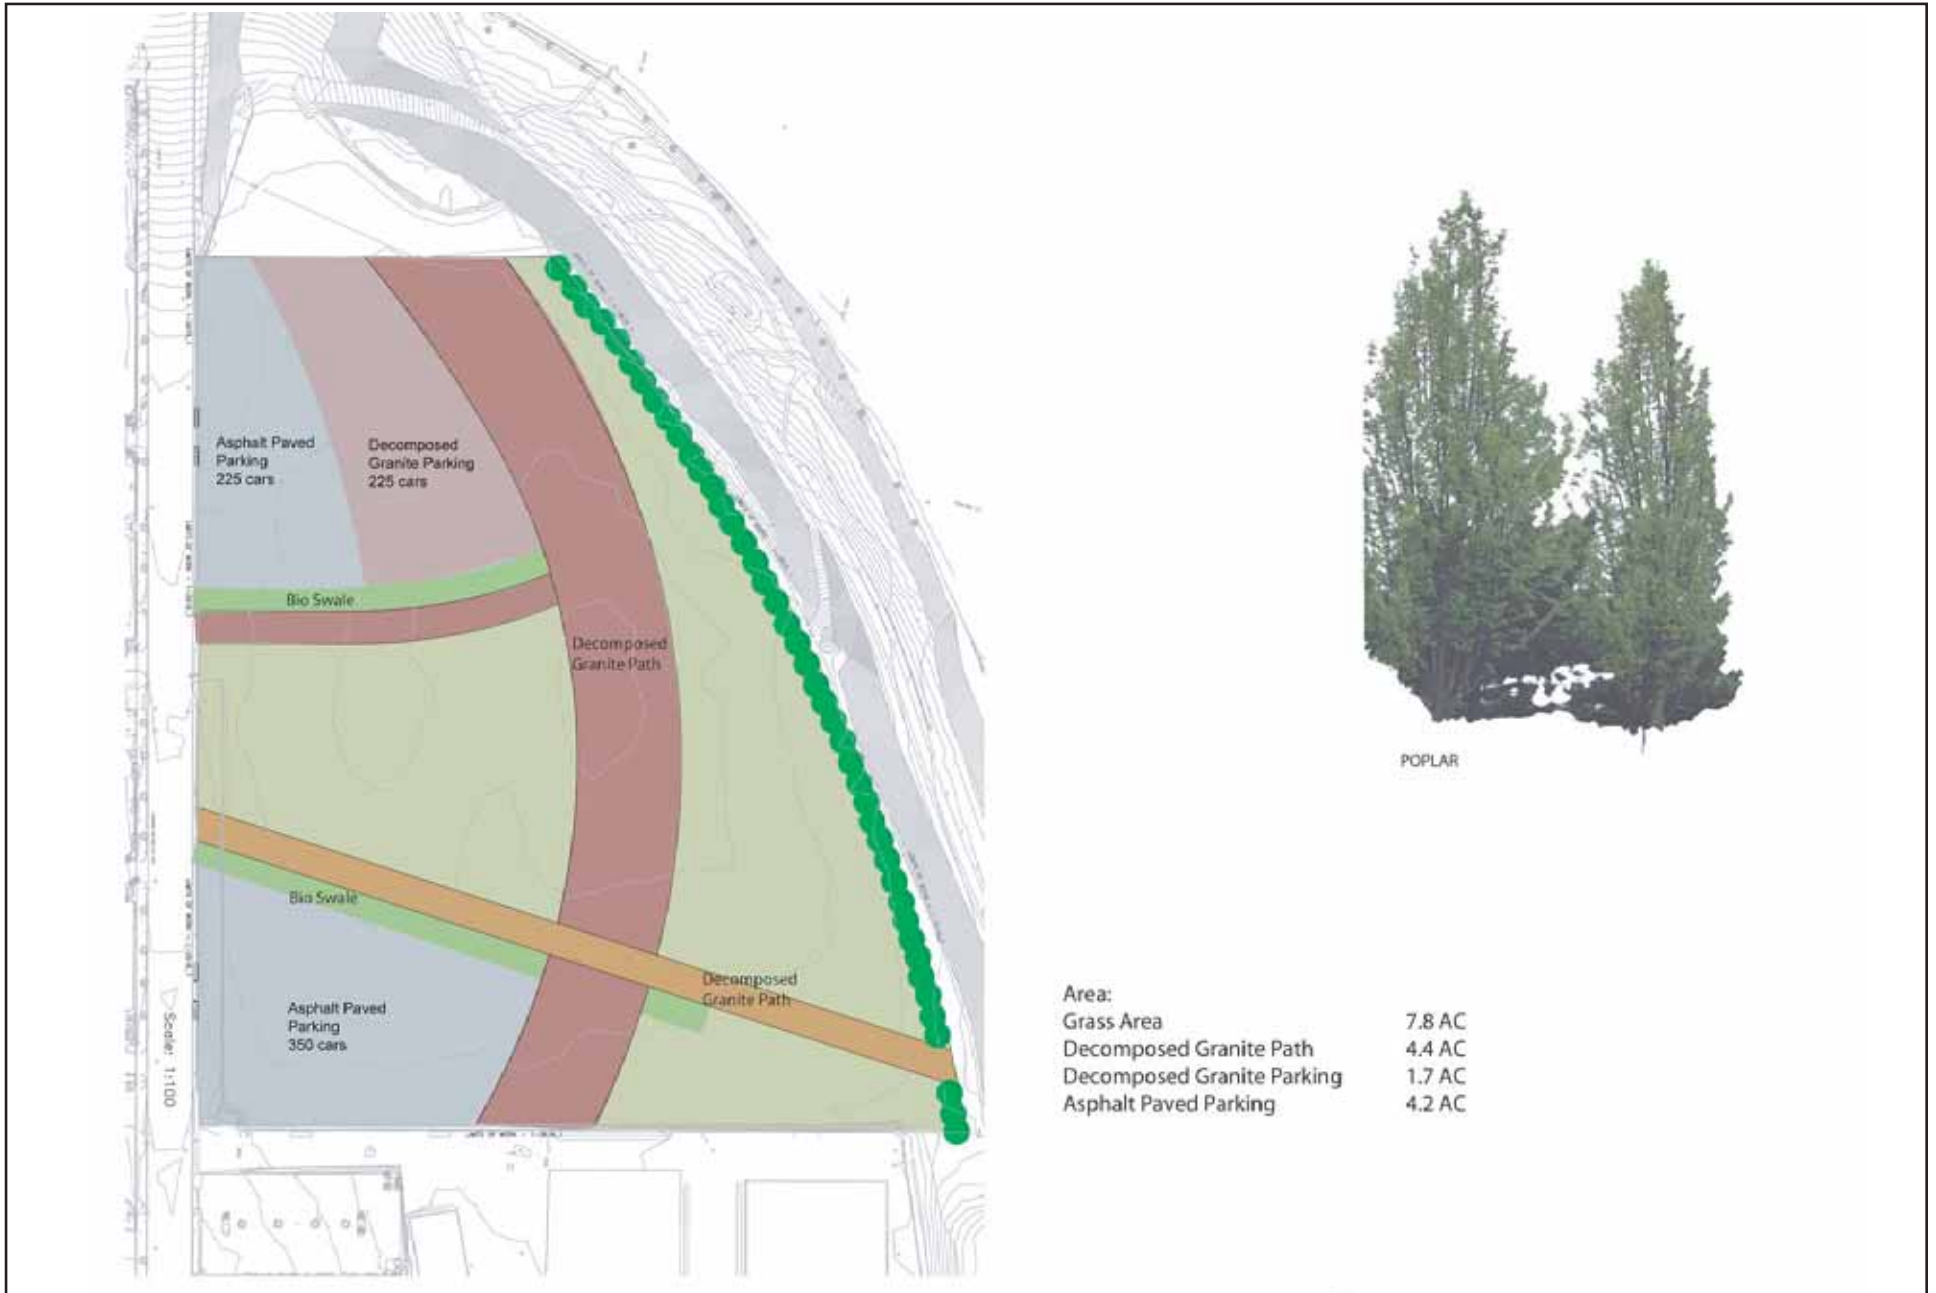 Asphalt Paved
Parking
225 cars
Decomposed
Granite Parking
225 cars
Bio Swale
Decomposed
Granite Path
Bio Swale
Decomposed
Granite Path
Asphalt Paved
Parking
350 cars
Scale: 1:100
POPLAR
Area:
Grass Area 7.8 AC
Decomposed Granite Path 4.4 AC
Decomposed Granite Parking 1.7 AC
Asphalt Paved Parking 4.2 AC